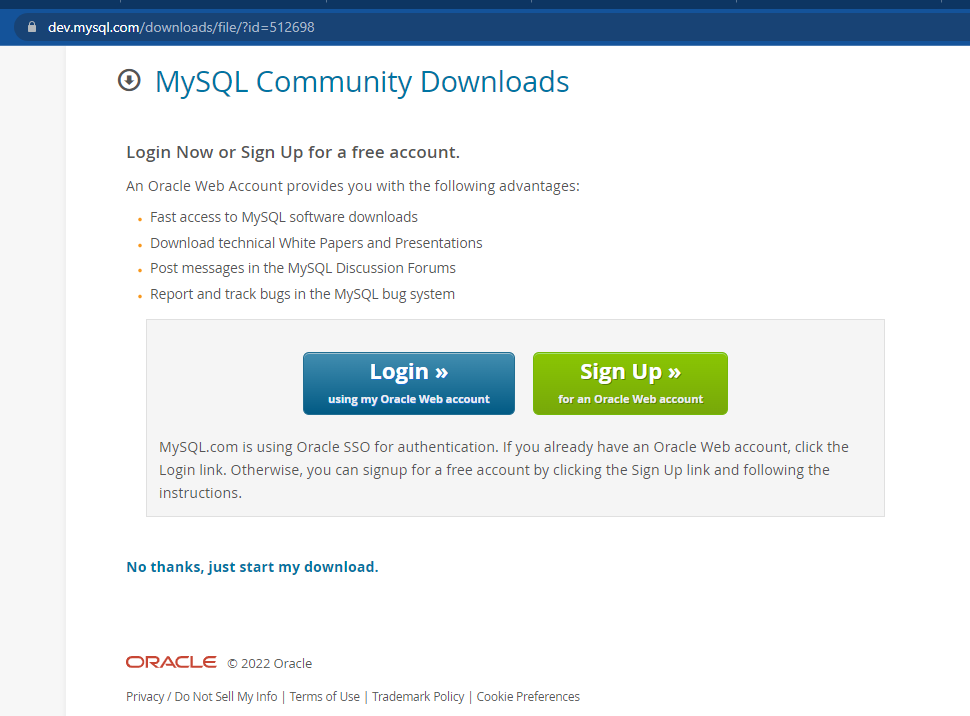 dev.mysql.com/downloads/file/?id=512698
MySQL Community Downloads
Login Now or Sign Up for a free account.
An Oracle Web Account provides you with the following advantages:
Fast access to MySQL software downloads
Download technical White Papers and Presentations
Post messages in the MySQL Discussion Forums
Report and track bugs in the MySQL bug system
Login »
using my Oracle Web account
Sign Up »
for an Oracle Web account
MySQL.com is using Oracle SSO for authentication. If you already have an Oracle Web account, click the
Login link. Otherwise, you can signup for a free account by clicking the Sign Up link and following the
instructions.
No thanks, just start my download.
ORACLE © 2022 Oracle
Privacy / Do Not Sell My Info | Terms of Use | Trademark Policy | Cookie Preferences